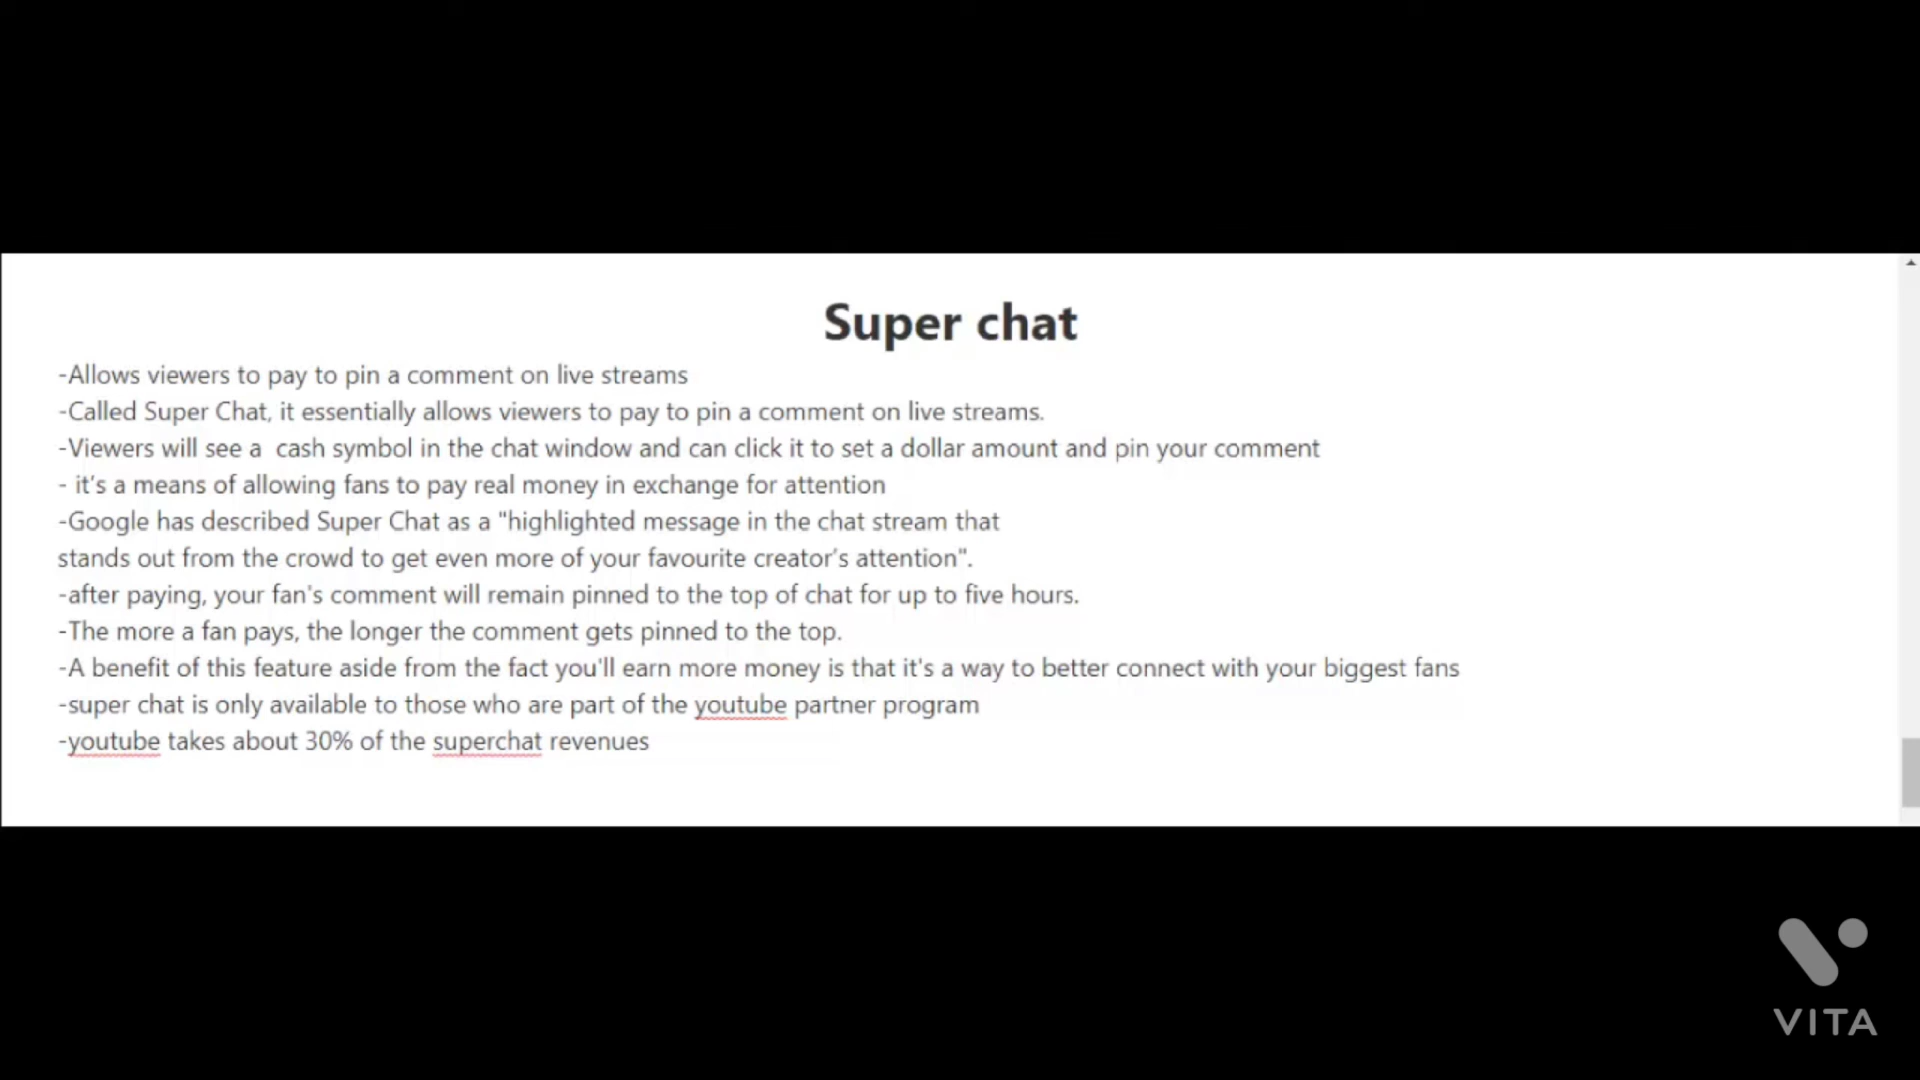 Super chat
-Allows viewers to pay to pin a comment on live streams
-Called Super Chat, it essentially allows viewers to pay to pin a comment on live streams.
-Viewers will see a  cash symbol in the chat window and can click it to set a dollar amount and pin your comment
- it’s a means of allowing fans to pay real money in exchange for attention
-Google has described Super Chat as a "highlighted message in the chat stream that
stands out from the crowd to get even more of your favourite creator’s attention".
-after paying, your fan's comment will remain pinned to the top of chat for up to five hours.
-The more a fan pays, the longer the comment gets pinned to the top.
-A benefit of this feature aside from the fact you'll earn more money is that it's a way to better connect with your biggest fans
-super chat is only available to those who are part of the youtube partner program
-youtube takes about 30% of the superchat revenues
VITA